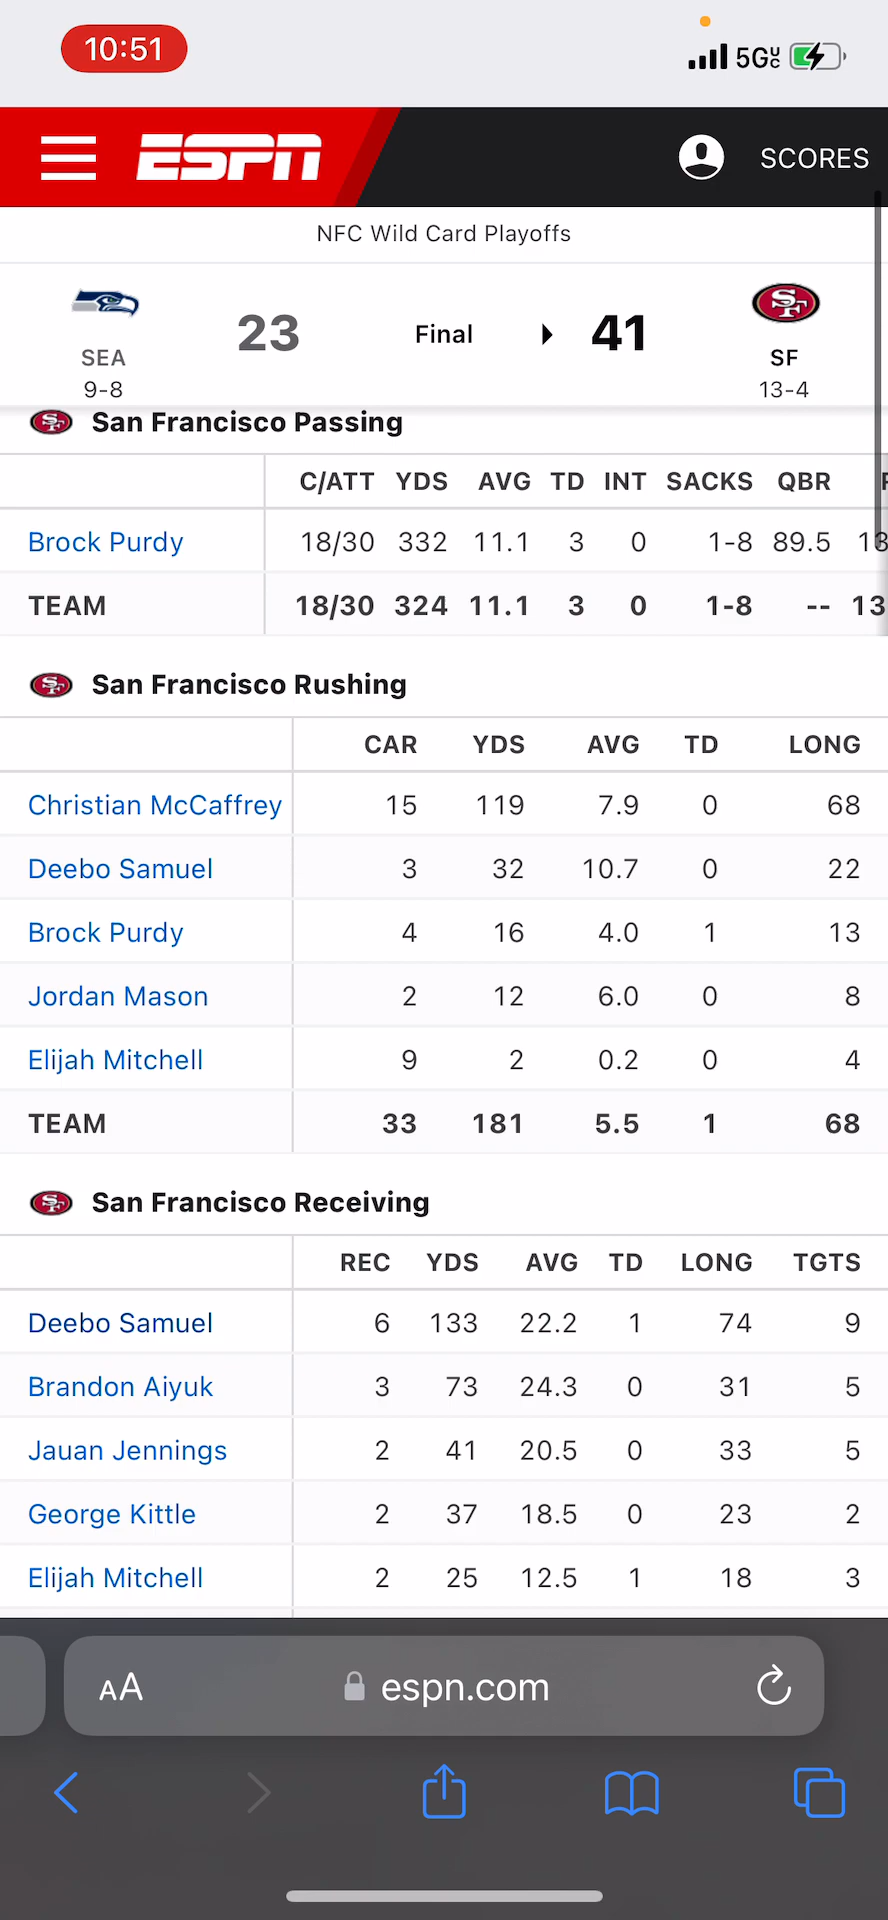 10:51
5G UC
ESPN
SCORES
NFC Wild Card Playoffs
SEA
9-8
23
Final
41
SF
13-4
San Francisco Passing
C/ATT YDS AVG TD INT SACKS QBR
Brock Purdy 18/30 332 11.1 3 0 1-8 89.5 13
TEAM 18/30 324 11.1 3 0 1-8 -- 13
San Francisco Rushing
CAR YDS AVG TD LONG
Christian McCaffrey 15 119 7.9 0 68
Deebo Samuel 3 32 10.7 0 22
Brock Purdy 4 16 4.0 1 13
Jordan Mason 2 12 6.0 0 8
Elijah Mitchell 9 2 0.2 0 4
TEAM 33 181 5.5 1 68
San Francisco Receiving
REC YDS AVG TD LONG TGTS
Deebo Samuel 6 133 22.2 1 74 9
Brandon Aiyuk 3 73 24.3 0 31 5
Jauan Jennings 2 41 20.5 0 33 5
George Kittle 2 37 18.5 0 23 2
Elijah Mitchell 2 25 12.5 1 18 3
AA espn.com